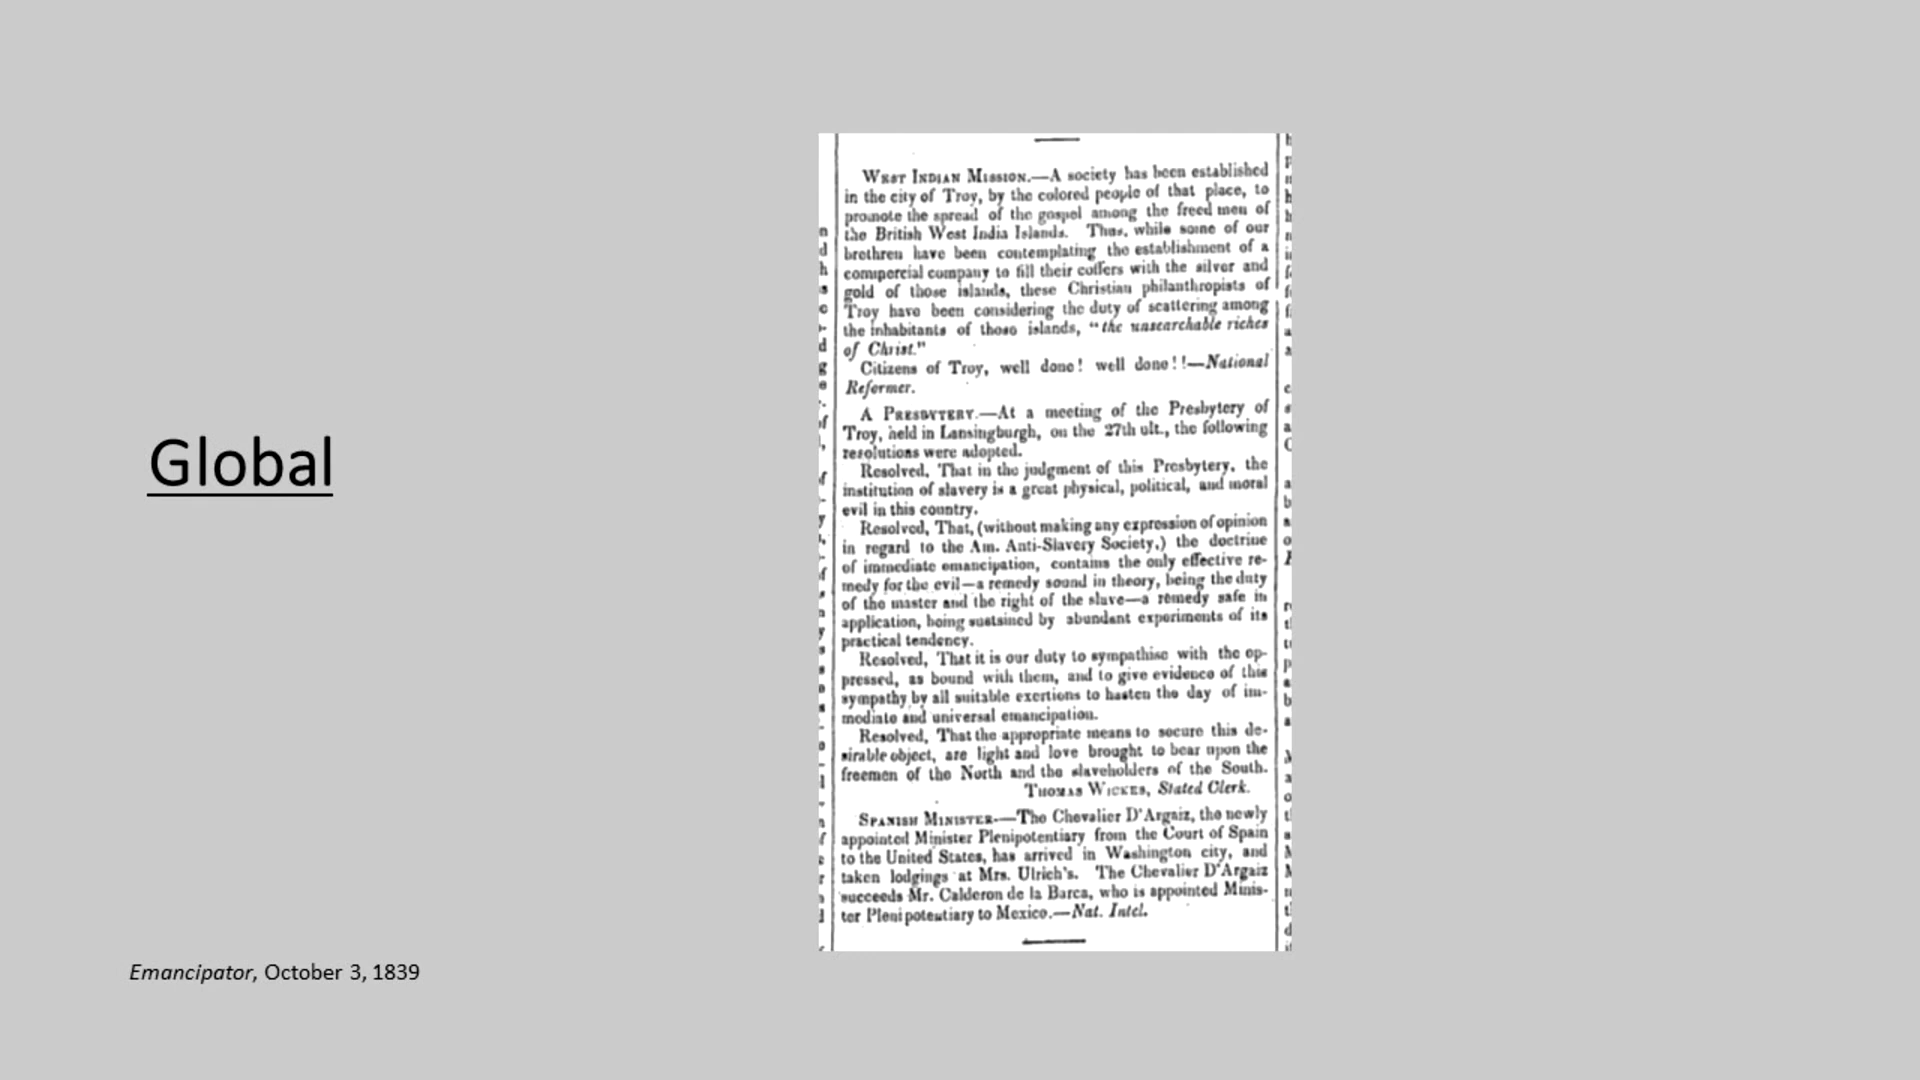 Global
Emancipator, October 3, 1839
WEST INDIAN MISSION.—A society has been established
in the city of Troy, by the colored people of that place, to
promote the spread of the gospel among the freed men of
the British West India Islands. Thus, while some of our
brethren have been contemplating the establishment of a
commercial company to fill their coffers with the silver and
gold of those islands, these Christian philanthropists of
Troy have been considering the duty of scattering among
the inhabitants of those islands, "the unsearchable riches
of Christ."
Citizens of Troy, well done! well done!!—National
Reformer.
A PRESBYTERY.—At a meeting of the Presbytery of
Troy, held in Lansingburgh, on the 27th ult., the following
resolutions were adopted.
Resolved, That in the judgment of this Presbytery, the
institution of slavery is a great physical, political, and moral
evil in this country.
Resolved, That, (without making any expression of opinion
in regard to the Am. Anti-Slavery Society,) the doctrine
of immediate emancipation, contains the only effective re-
medy for the evil—a remedy sound in theory, being the duty
of the master and the right of the slave—a remedy safe in
application, being sustained by abundant experiments of its
practical tendency.
Resolved, That it is our duty to sympathise with the op-
pressed, as bound with them, and to give evidence of this
sympathy by all suitable exertions to hasten the day of im-
mediate and universal emancipation.
Resolved, That the appropriate means to secure this de-
sirable object, are light and love brought to bear upon the
freemen of the North and the slaveholders of the South.
THOMAS WICKES, Stated Clerk.
SPANISH MINISTER.—The Chevalier D'Argaiz, the newly
appointed Minister Plenipotentiary from the Court of Spain
to the United States, has arrived in Washington city, and
taken lodgings at Mrs. Ulrich's. The Chevalier D'Argaiz
succeeds Mr. Calderon de la Barca, who is appointed Minis-
ter Plenipotentiary to Mexico.—Nat. Intel.